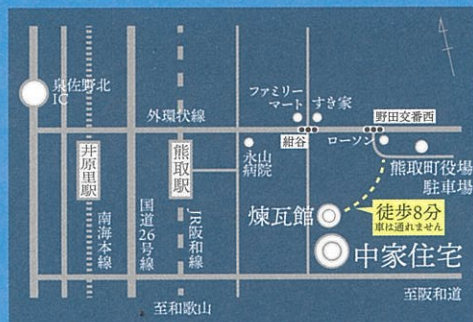 泉佐野北
IC
外環状線
ファミリー
マート
すき家
野田交番西
紺谷
ローソン
永山
病院
熊取町役場
駐車場
井原里駅
熊取駅
南海本線
国道26号線
JR阪和線
煉瓦館
徒歩8分
車は通れません
中家住宅
至和歌山
至阪和道